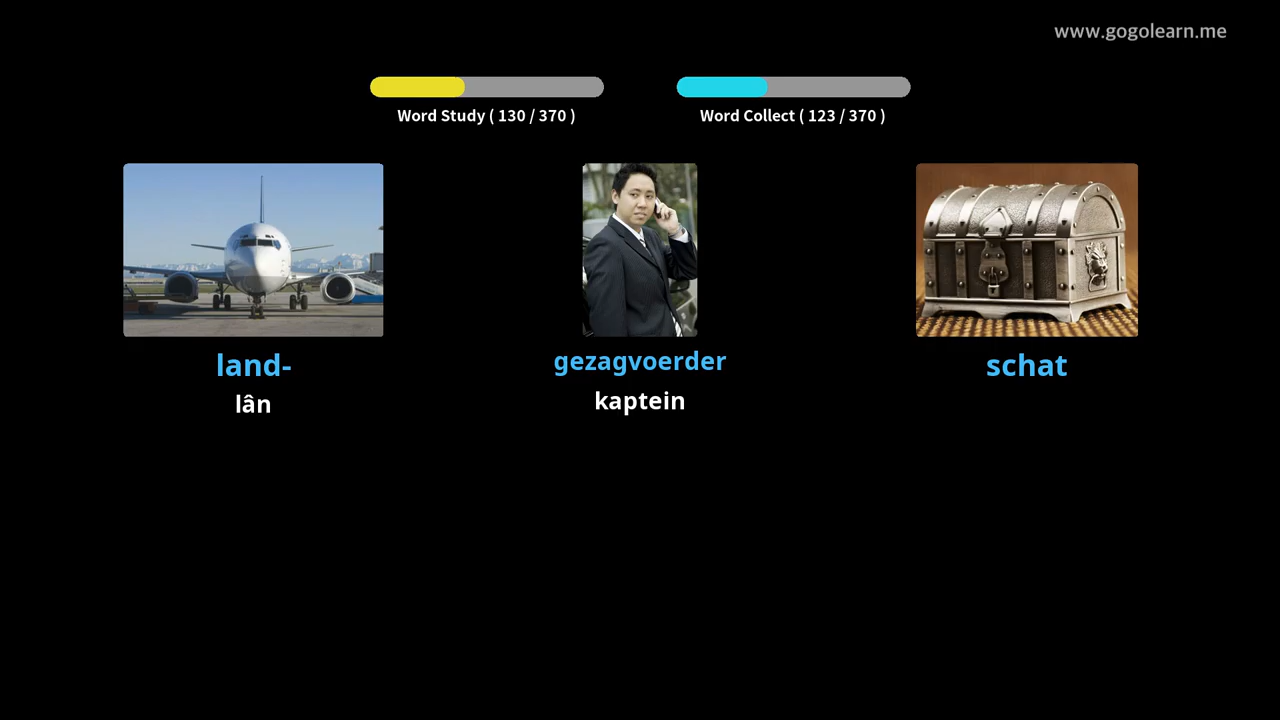 www.gogolearn.me
Word Study ( 130 / 370 )
Word Collect ( 123 / 370 )
land-
lân
gezagvoerder
kaptein
schat